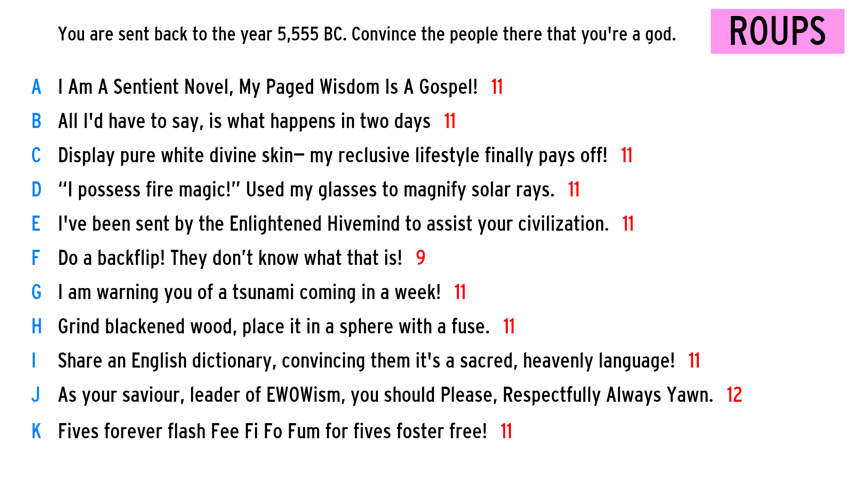 You are sent back to the year 5,555 BC. Convince the people there that you're a god.
ROUPS
A I Am A Sentient Novel, My Paged Wisdom Is A Gospel! 11
B All I'd have to say, is what happens in two days 11
C Display pure white divine skin— my reclusive lifestyle finally pays off! 11
D “I possess fire magic!” Used my glasses to magnify solar rays. 11
E I've been sent by the Enlightened Hivemind to assist your civilization. 11
F Do a backflip! They don’t know what that is! 9
G I am warning you of a tsunami coming in a week! 11
H Grind blackened wood, place it in a sphere with a fuse. 11
I Share an English dictionary, convincing them it's a sacred, heavenly language! 11
J As your saviour, leader of EWOWism, you should Please, Respectfully Always Yawn. 12
K Fives forever flash Fee Fi Fo Fum for fives foster free! 11